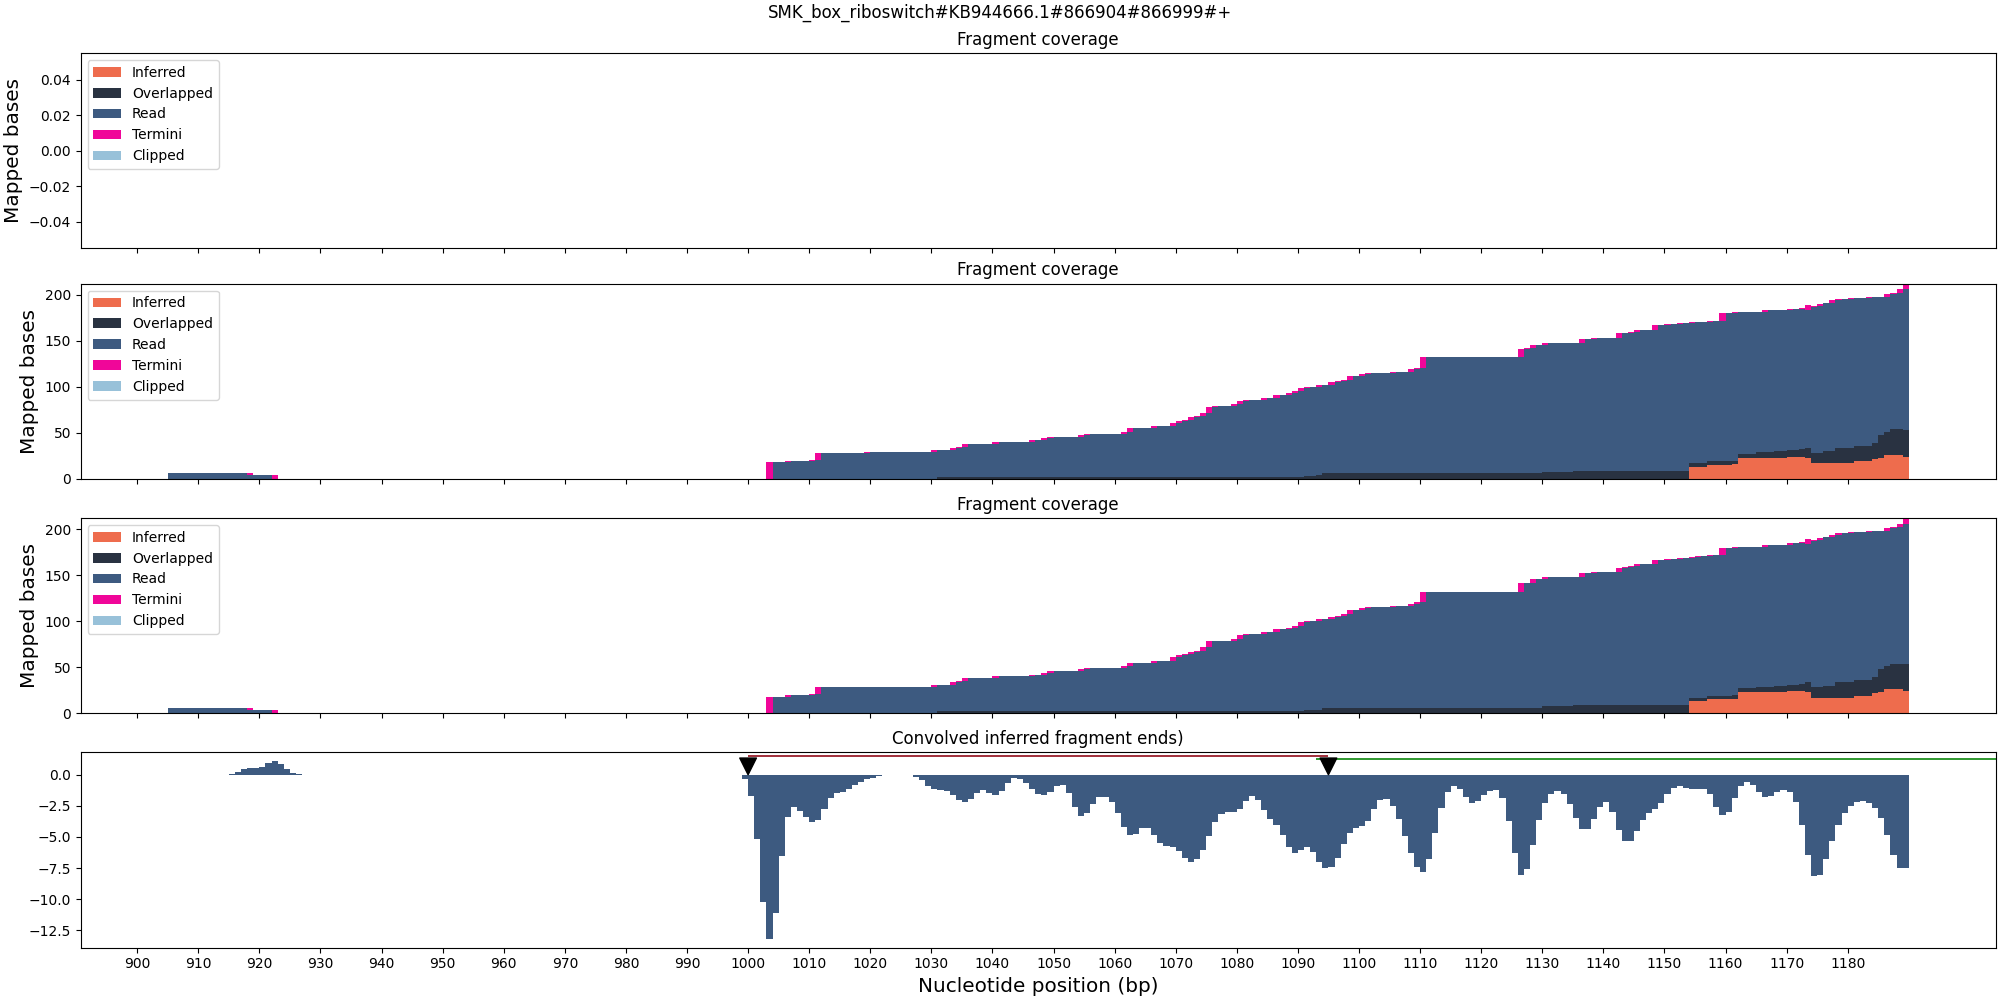 SMK_box_riboswitch#KB944666.1#866904#866999#+
Fragment coverage
Mapped bases
0.04
0.02
0.00
−0.02
−0.04
Inferred
Overlapped
Read
Termini
Clipped
Fragment coverage
Mapped bases
200
150
100
50
0
Inferred
Overlapped
Read
Termini
Clipped
Fragment coverage
Mapped bases
200
150
100
50
0
Inferred
Overlapped
Read
Termini
Clipped
Convolved inferred fragment ends)
0.0
−2.5
−5.0
−7.5
−10.0
−12.5
900 910 920 930 940 950 960 970 980 990 1000 1010 1020 1030 1040 1050 1060 1070 1080 1090 1100 1110 1120 1130 1140 1150 1160 1170 1180
Nucleotide position (bp)